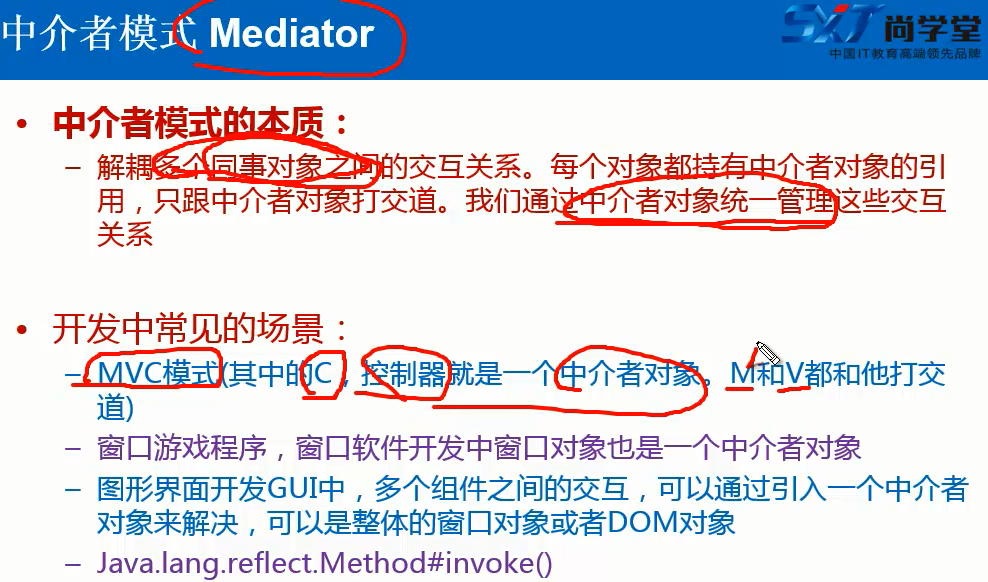 中介者模式 Mediator
SXT 尚学堂
中国IT教育高端领先品牌
• 中介者模式的本质：
– 解耦多个同事对象之间的交互关系。每个对象都持有中介者对象的引
用，只跟中介者对象打交道。我们通过中介者对象统一管理这些交互
关系
• 开发中常见的场景：
– MVC模式(其中的C，控制器就是一个中介者对象。M和V都和他打交
道)
– 窗口游戏程序，窗口软件开发中窗口对象也是一个中介者对象
– 图形界面开发GUI中，多个组件之间的交互，可以通过引入一个中介者
对象来解决，可以是整体的窗口对象或者DOM对象
– Java.lang.reflect.Method#invoke()